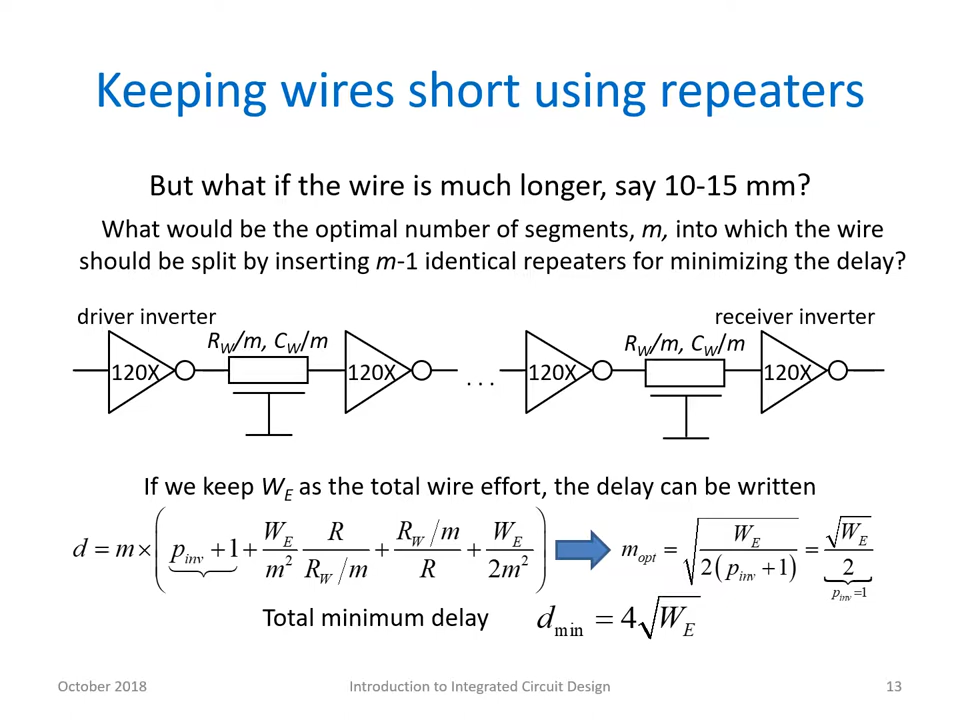 Keeping wires short using repeaters
But what if the wire is much longer, say 10-15 mm?
What would be the optimal number of segments, m, into which the wire
should be split by inserting m-1 identical repeaters for minimizing the delay?
driver inverter
receiver inverter
R_W/m, C_W/m
R_W/m, C_W/m
120X
120X
. . .
120X
120X
If we keep W_E as the total wire effort, the delay can be written
d = m × ( p_inv + 1 + W_E/m² R/(R_W/m) + (R_W/m)/R + W_E/2m² ) m_opt = √(W_E/(2(p_inv + 1))) = √W_E/2
p_inv=1
Total minimum delay d_min = 4√W_E
October 2018 Introduction to Integrated Circuit Design 13